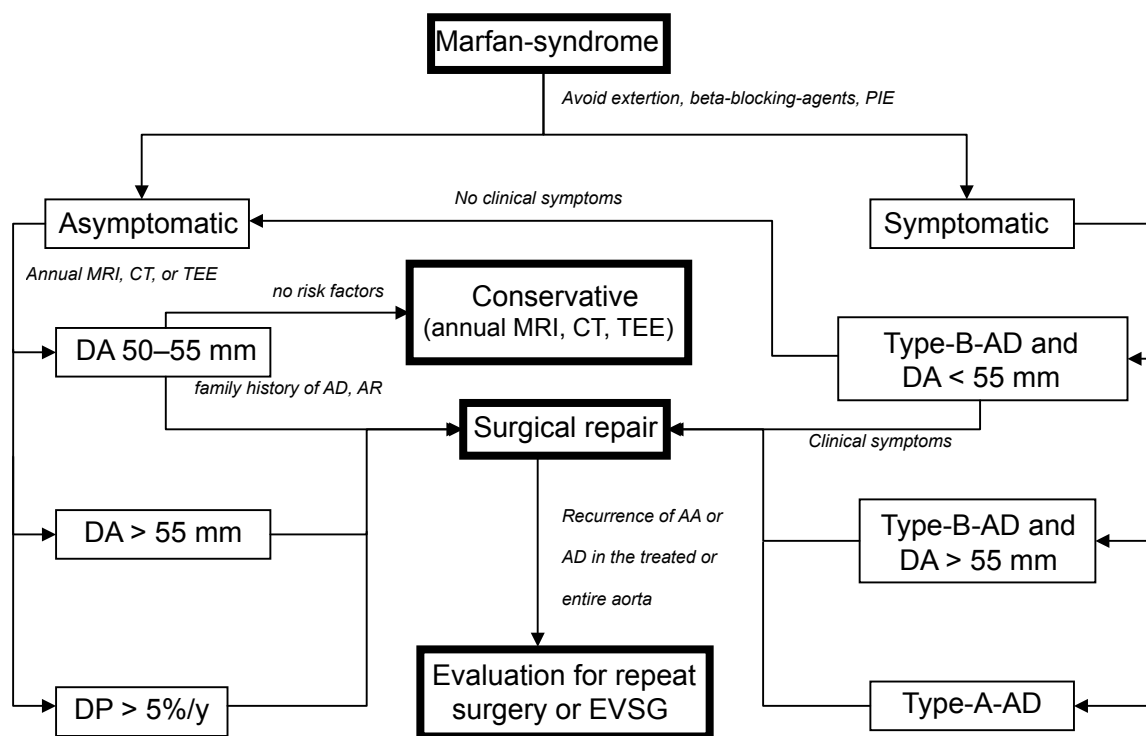 Marfan-syndrome
Avoid extertion, beta-blocking-agents, PIE
No clinical symptoms
Asymptomatic
Symptomatic
Annual MRI, CT, or TEE
no risk factors
Conservative
(annual MRI, CT, TEE)
DA 50–55 mm
Type-B-AD and
DA < 55 mm
family history of AD, AR
Surgical repair
Clinical symptoms
DA > 55 mm
Recurrence of AA or
AD in the treated or
entire aorta
Type-B-AD and
DA > 55 mm
DP > 5%/y
Evaluation for repeat
surgery or EVSG
Type-A-AD